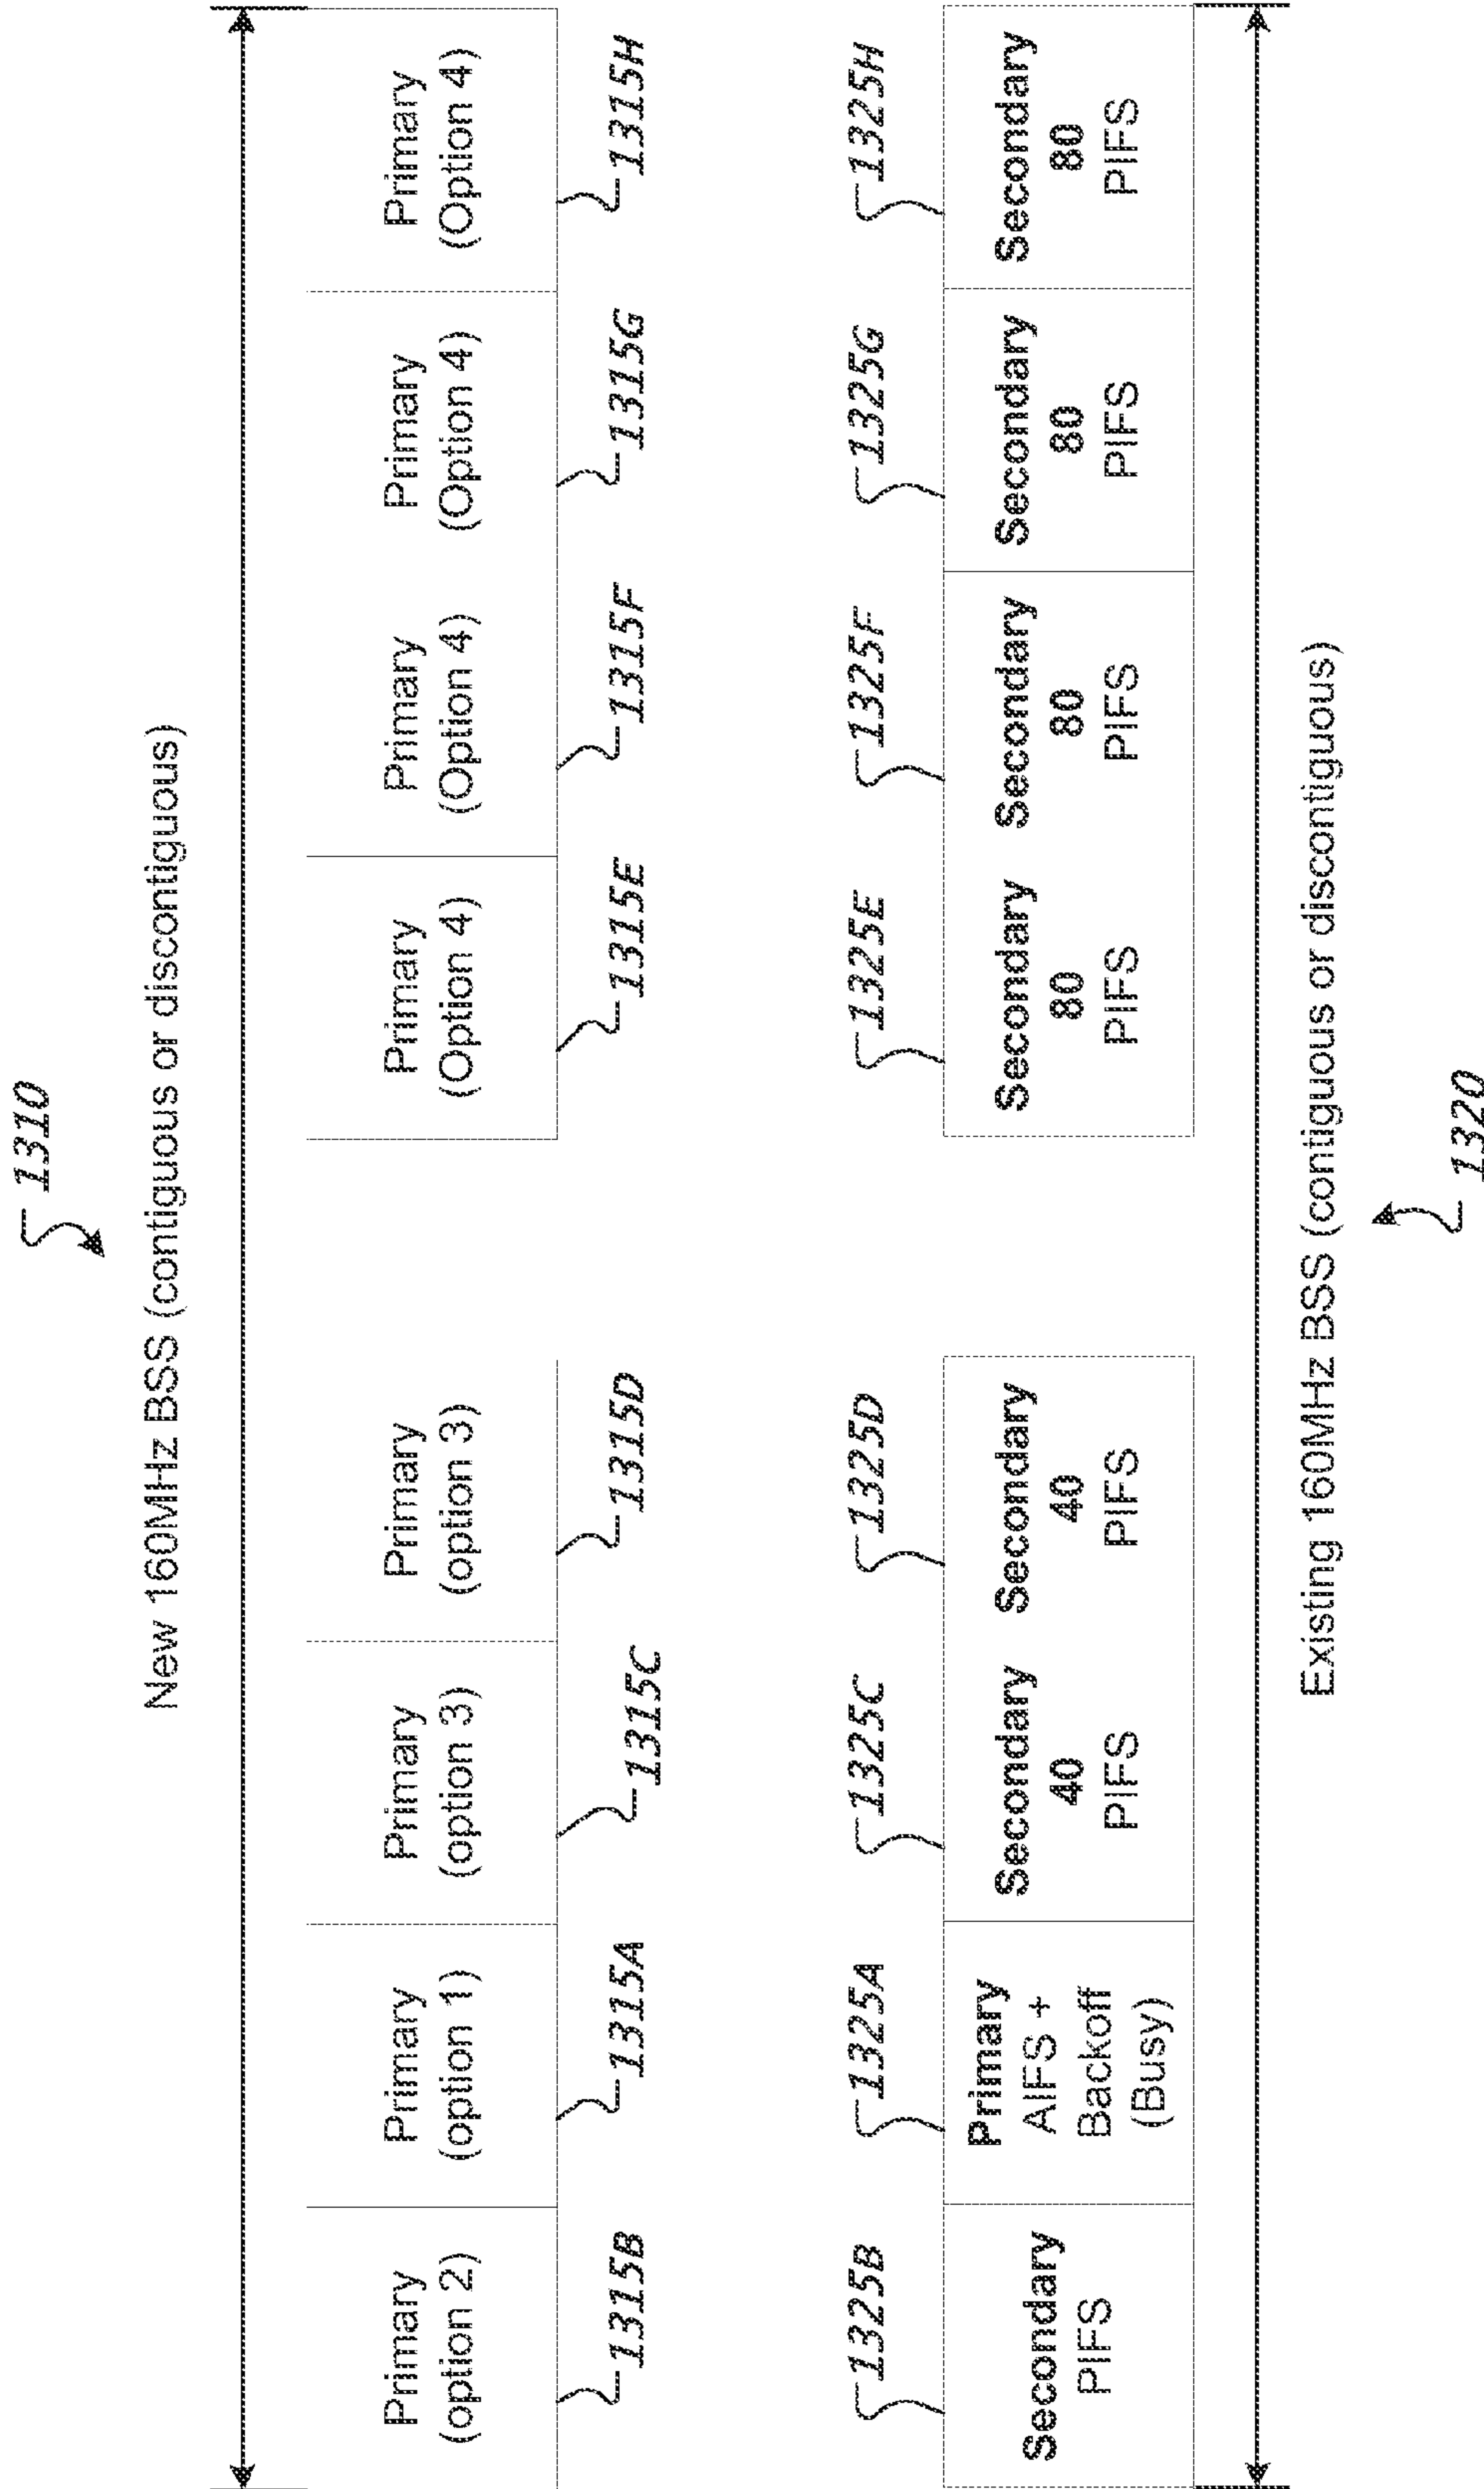 1310
New 160MHz BSS (contiguous or discontiguous)
Primary
(option 2)
Primary
(option 1)
Primary
(option 3)
Primary
(option 3)
Primary
(Option 4)
Primary
(Option 4)
Primary
(Option 4)
Primary
(Option 4)
1315B
1315A
1315C
1315D
1315E
1315F
1315G
1315H
1325B
1325A
1325C
1325D
1325E
1325F
1325G
1325H
Secondary
PIFS
Primary
AIFS +
Backoff
(Busy)
Secondary
40
PIFS
Secondary
40
PIFS
Secondary
80
PIFS
Secondary
80
PIFS
Secondary
80
PIFS
Secondary
80
PIFS
Existing 160MHz BSS (contiguous or discontiguous)
1320